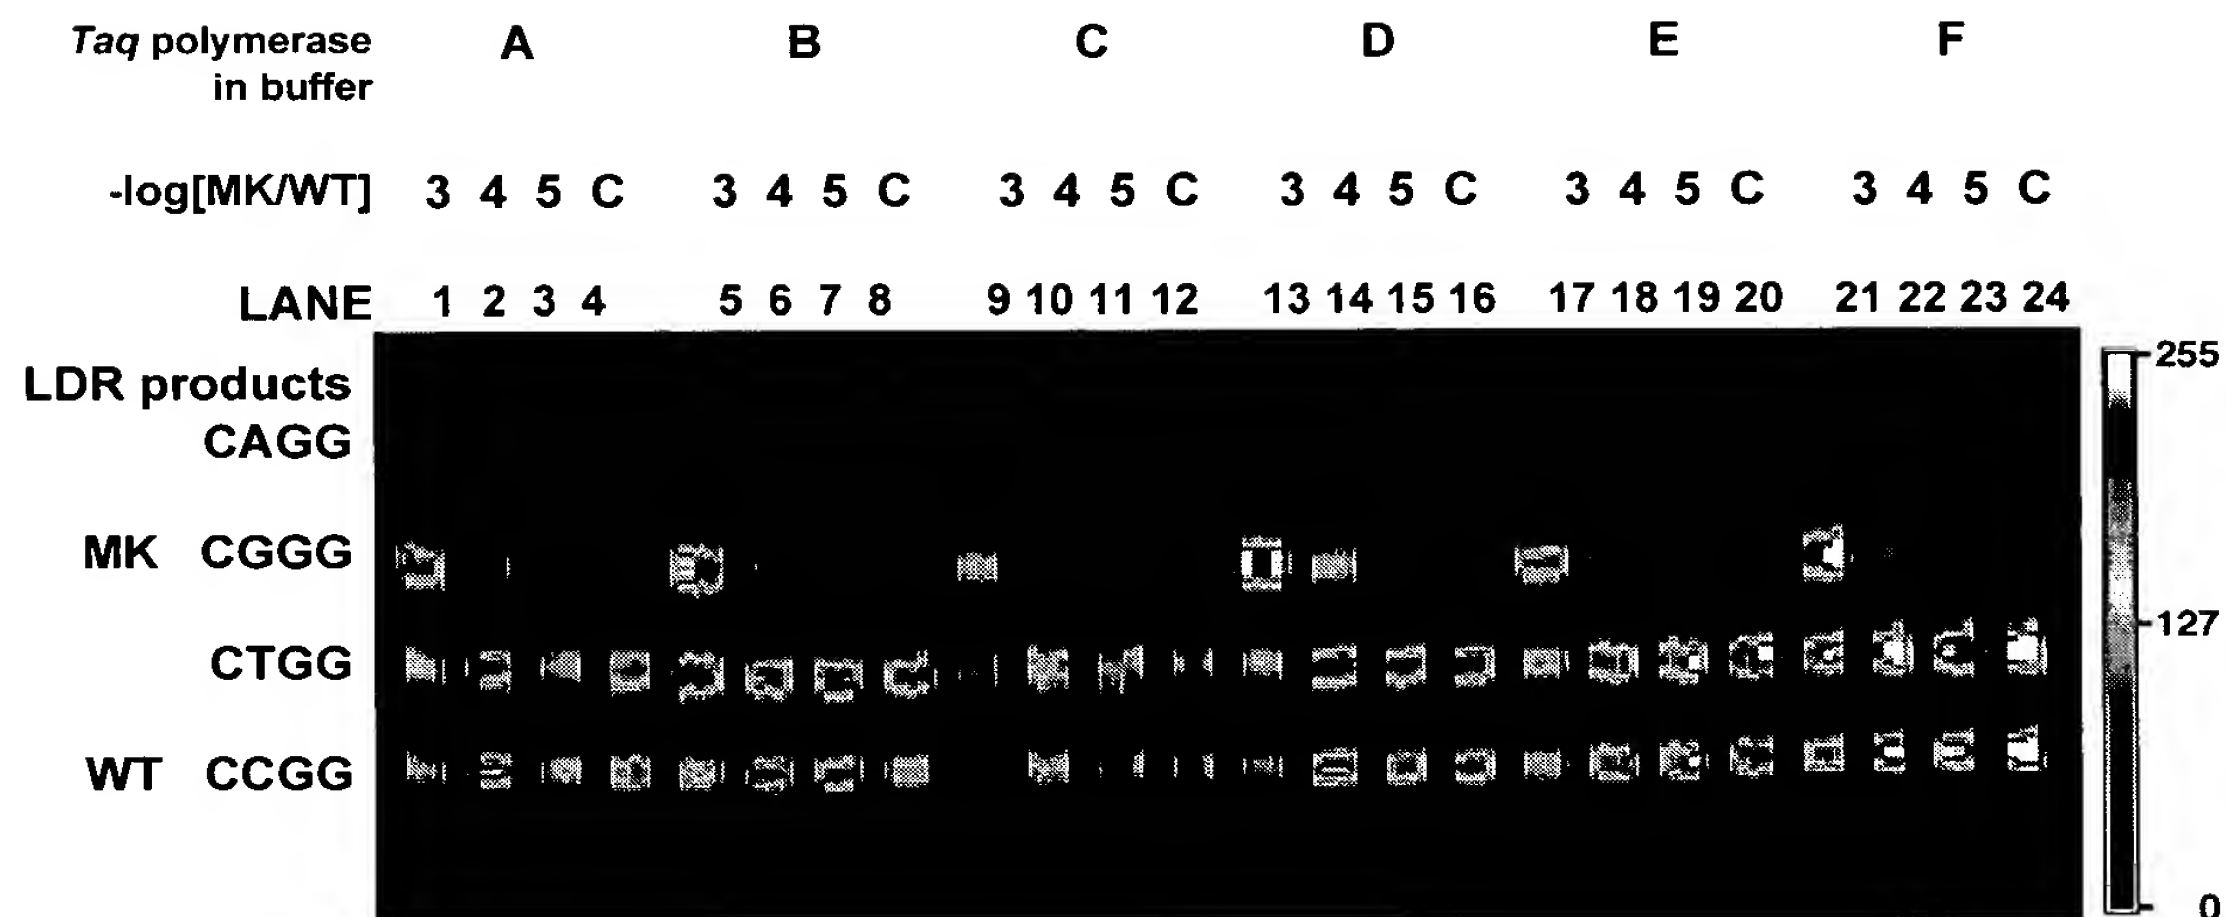 Taq polymerase A B C D E F
in buffer
-log[MK/WT] 3 4 5 C 3 4 5 C 3 4 5 C 3 4 5 C 3 4 5 C 3 4 5 C
LANE 1 2 3 4 5 6 7 8 9 10 11 12 13 14 15 16 17 18 19 20 21 22 23 24
255
LDR products
CAGG
MK CGGG
127
CTGG
WT CCGG
0